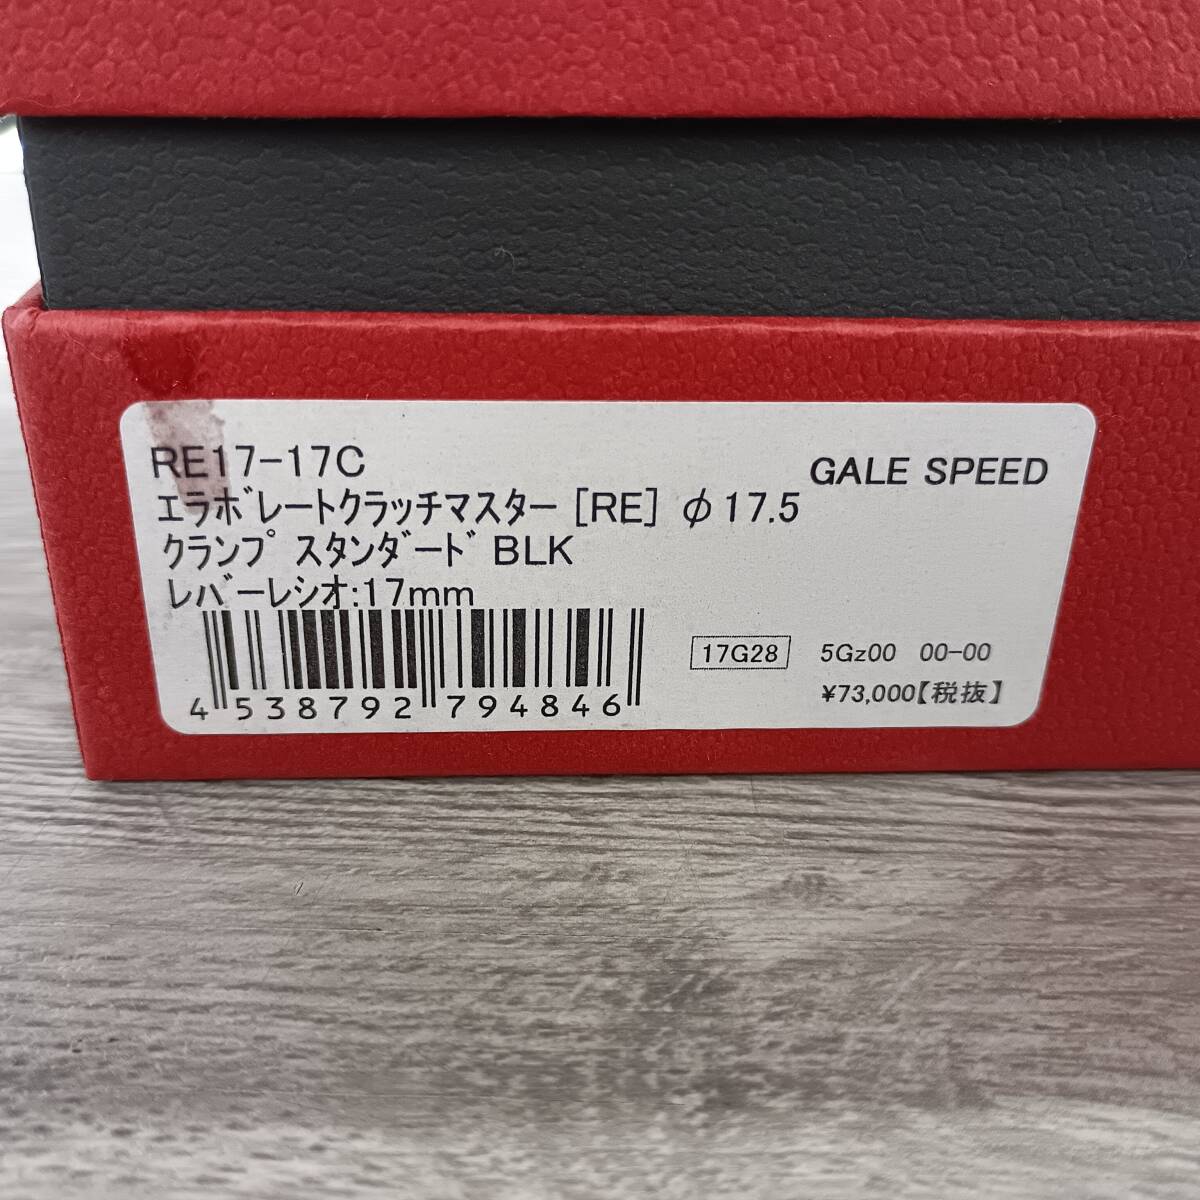 RE17-17C
GALE SPEED
ｴﾗﾎﾞﾚｰﾄｸﾗｯﾁﾏｽﾀｰ [RE] φ17.5
ｸﾗﾝﾌﾟ ｽﾀﾝﾀﾞｰﾄﾞ BLK
ﾚﾊﾞｰﾚｼｵ:17mm
17G28 5Gz00 00-00
¥73,000【税抜】
4 538792 794846